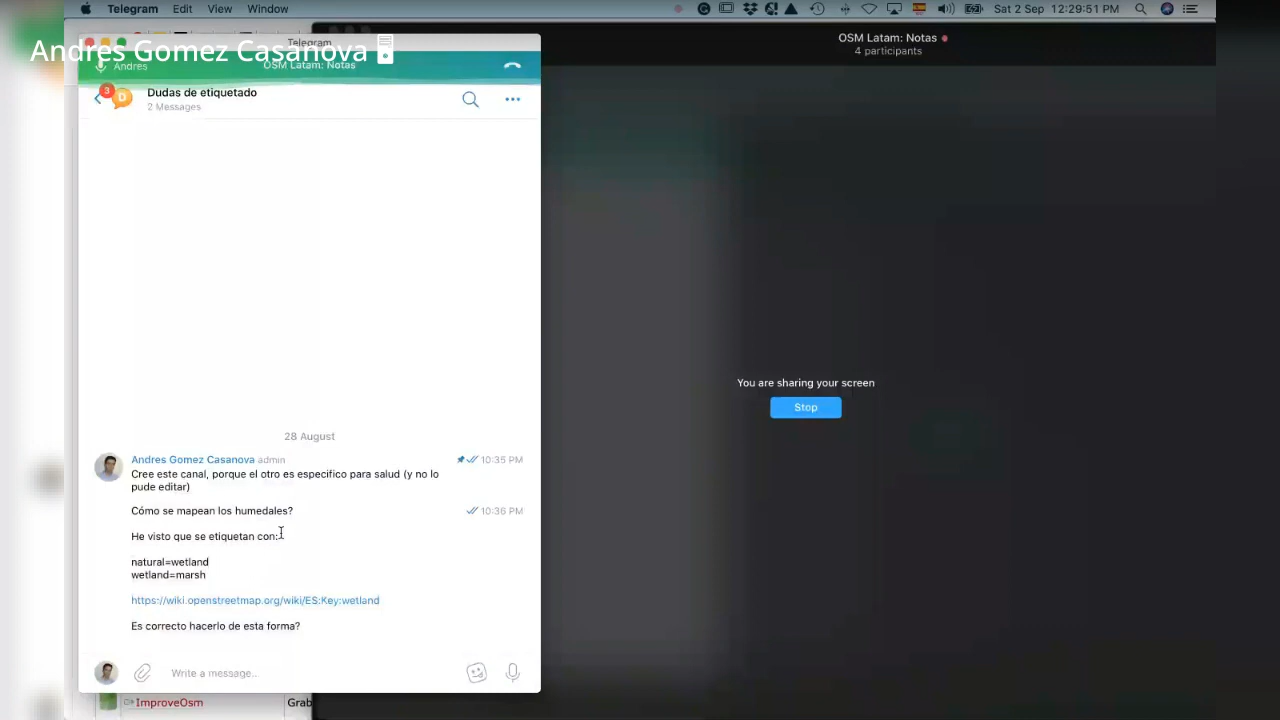 Telegram Edit View Window
Sat 2 Sep 12:29:51 PM
Andres Gomez Casanova
Telegram
OSM Latam: Notas
4 participants
Andres
OSM Latam: Notas
3
D
Dudas de etiquetado
2 Messages
You are sharing your screen
Stop
28 August
Andres Gomez Casanova admin 10:35 PM
Cree este canal, porque el otro es especifico para salud (y no lo
pude editar)
Cómo se mapean los humedales? 10:36 PM
He visto que se etiquetan con:
natural=wetland
wetland=marsh
https://wiki.openstreetmap.org/wiki/ES:Key:wetland
Es correcto hacerlo de esta forma?
Write a message...
ImproveOsm
Grab